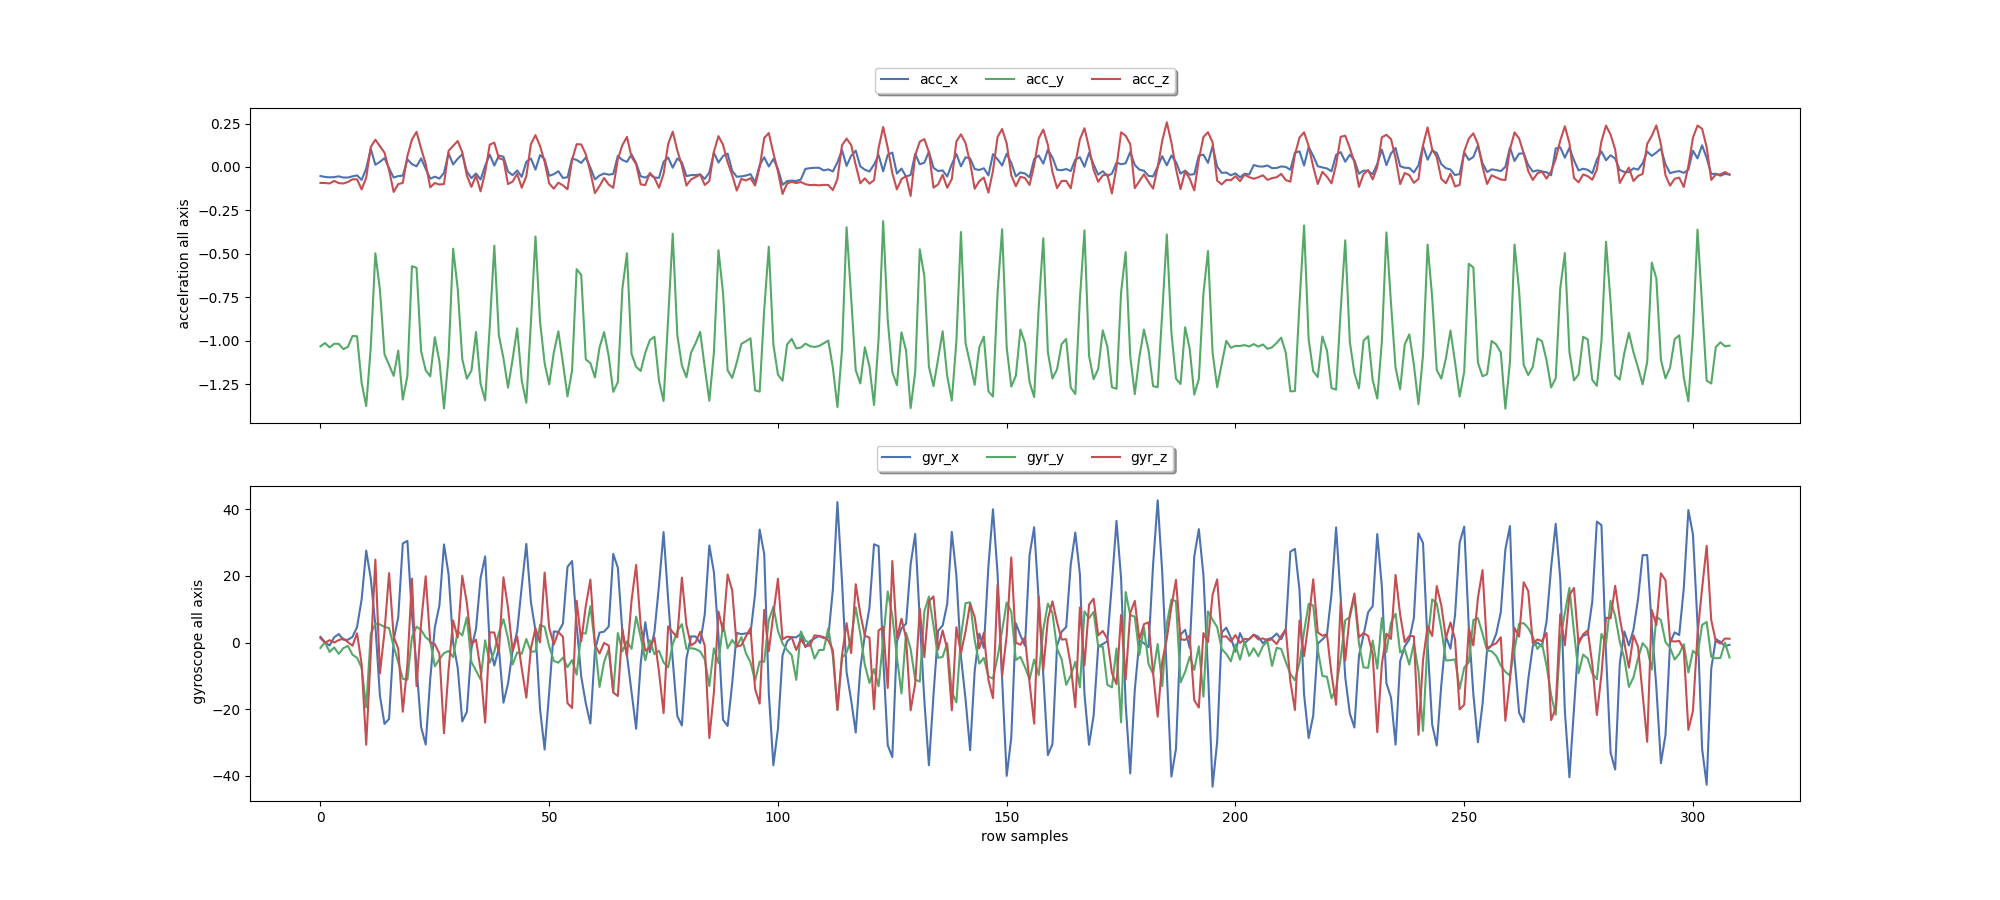 acc_x acc_y acc_z
0.25
0.00
−0.25
−0.50
−0.75
−1.00
−1.25
accelration all axis
gyr_x gyr_y gyr_z
40
20
0
−20
−40
gyroscope all axis
0 50 100 150 200 250 300
row samples